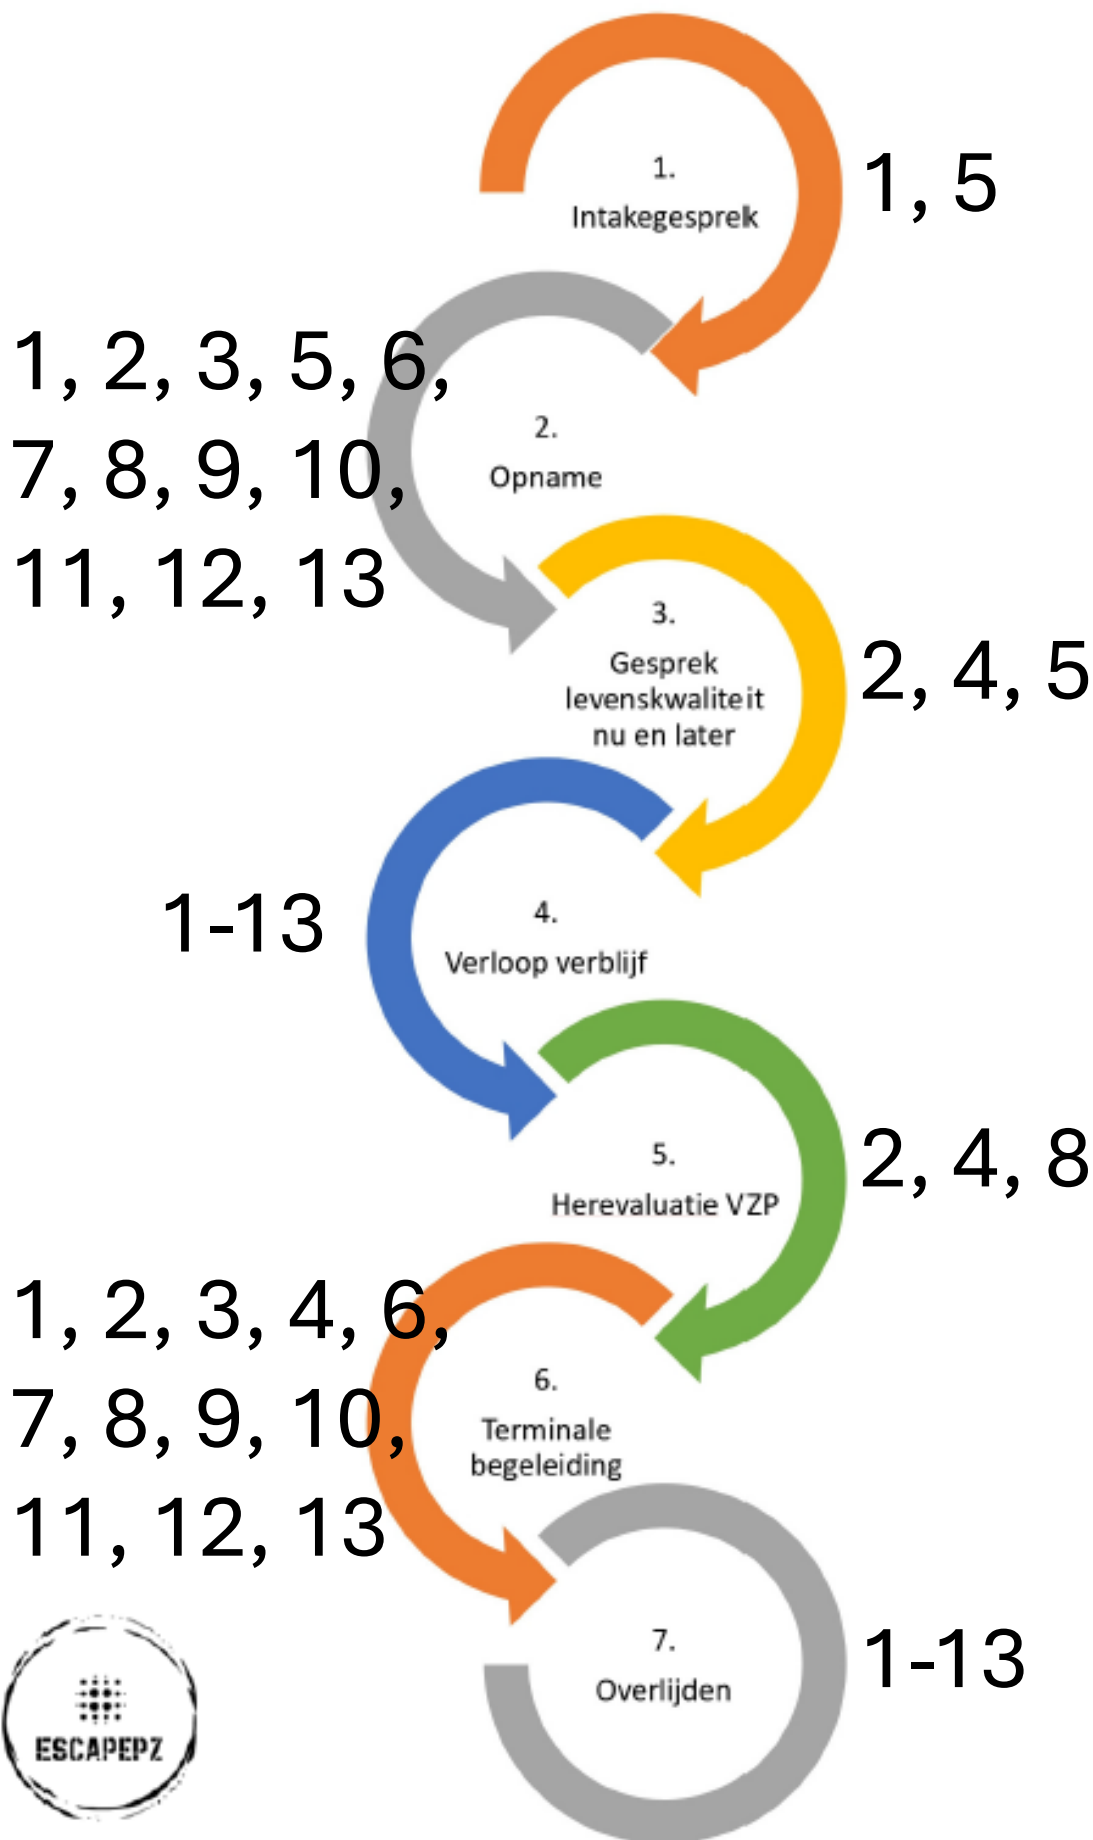 1.
Intakegesprek
1, 5
1, 2, 3, 5, 6,
7, 8, 9, 10,
11, 12, 13
2.
Opname
3.
Gesprek
levenskwaliteit
nu en later
2, 4, 5
1-13
4.
Verloop verblijf
5.
Herevaluatie VZP
2, 4, 8
1, 2, 3, 4, 6,
7, 8, 9, 10,
11, 12, 13
6.
Terminale
begeleiding
7.
Overlijden
1-13
ESCAPEPZ